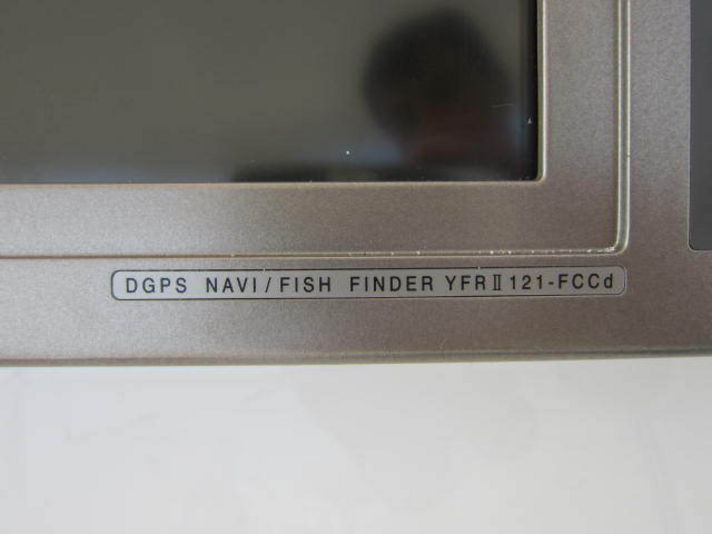 DGPS NAVI/FISH FINDER YFRⅡ121-FCCd